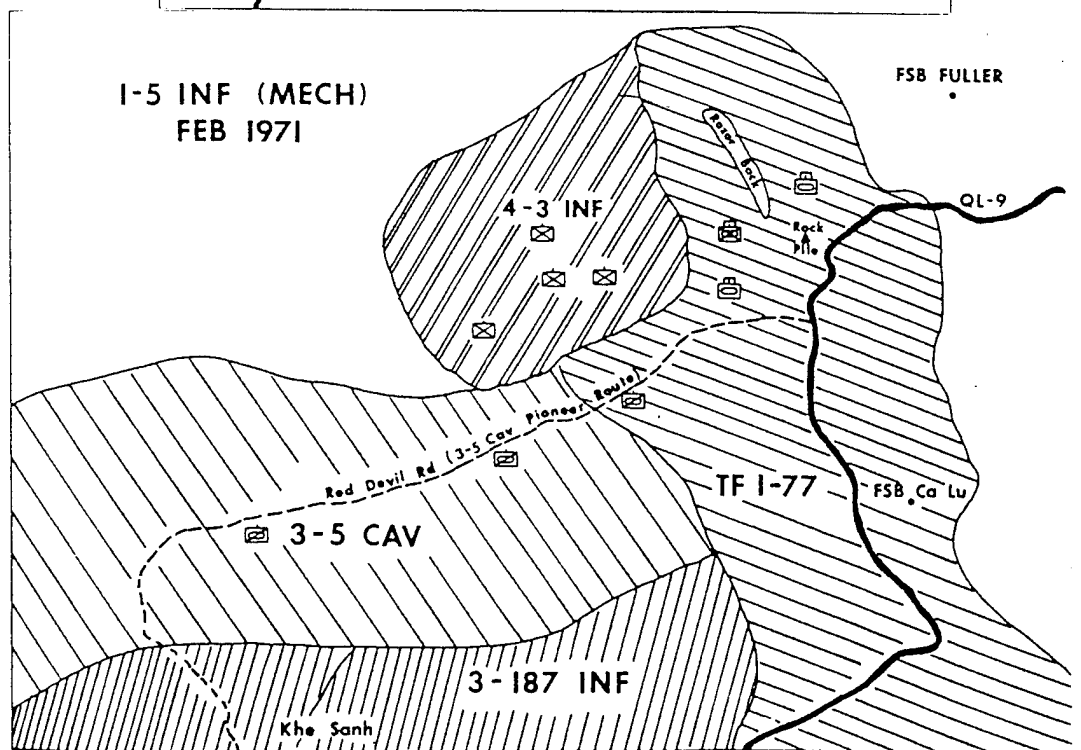 1-5 INF (MECH)
FEB 1971
FSB FULLER
Razor Back
4-3 INF
QL-9
Rock
Pile
Red Devil Rd (3-5 Cav Pioneer Route)
TF 1-77
FSB Ca Lu
3-5 CAV
3-187 INF
Khe Sanh